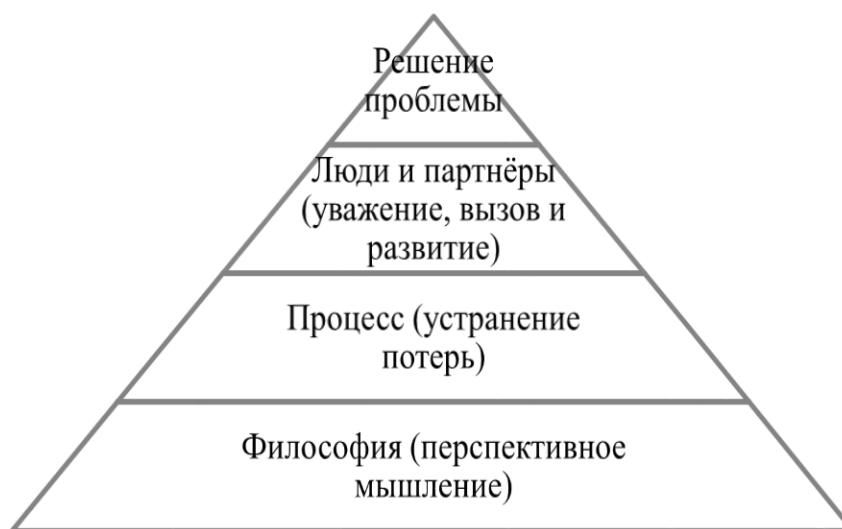 Решение
проблемы
Люди и партнёры
(уважение, вызов и
развитие)
Процесс (устранение
потерь)
Философия (перспективное
мышление)